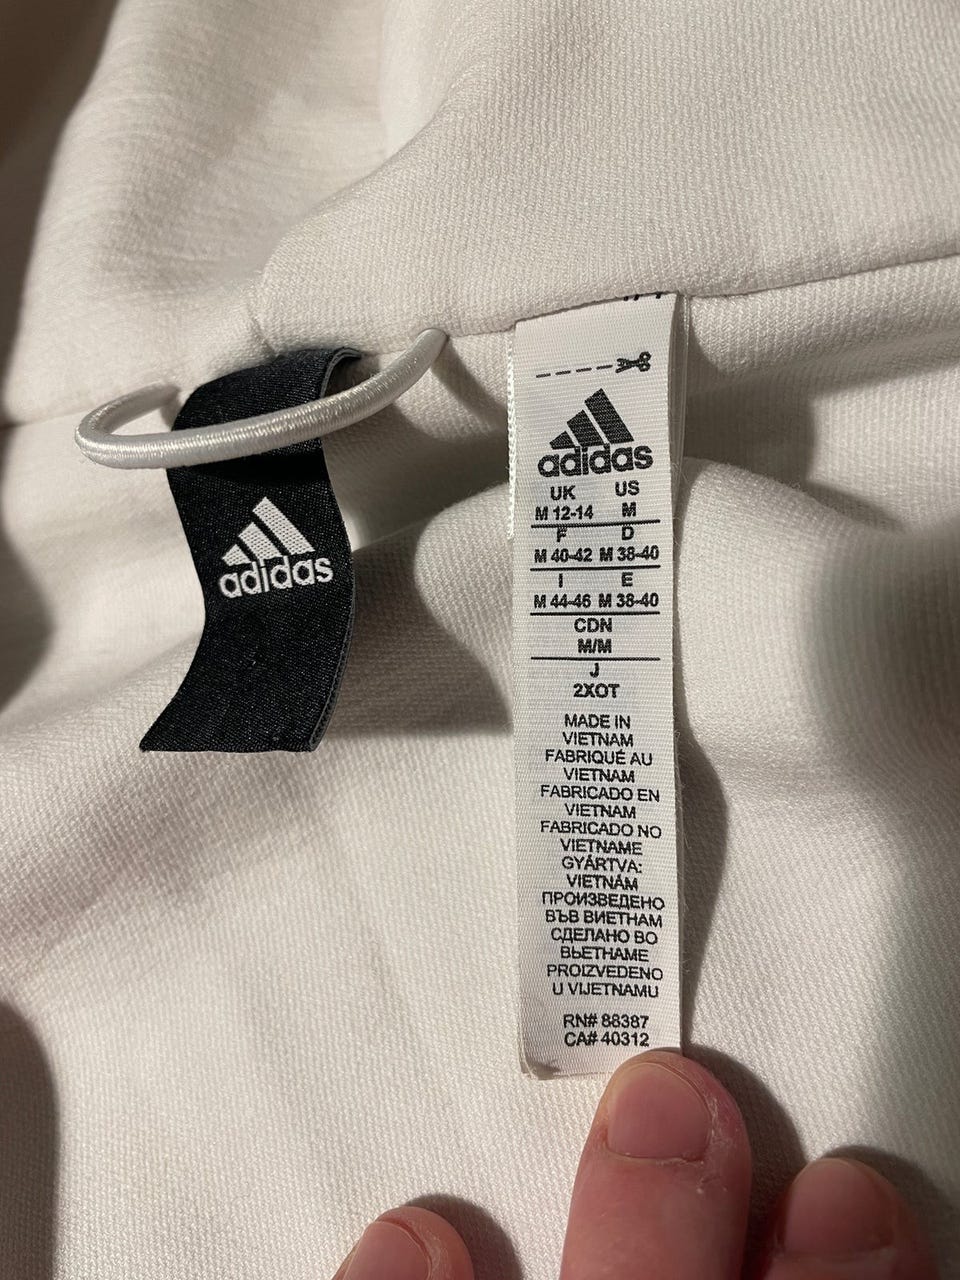 adidas
adidas
UK US
M 12-14 M
F D
M 40-42 M 38-40
I E
M 44-46 M 38-40
CDN
M/M
J
2XOT
MADE IN
VIETNAM
FABRIQUÉ AU
VIETNAM
FABRICADO EN
VIETNAM
FABRICADO NO
VIETNAME
GYÁRTVA:
VIETNÁM
ПРОИЗВЕДЕНО
ВЪВ ВИЕТНАМ
СДЕЛАНО ВО
ВЬЕТНАМЕ
PROIZVEDENO
U VIJETNAMU
RN# 88387
CA# 40312